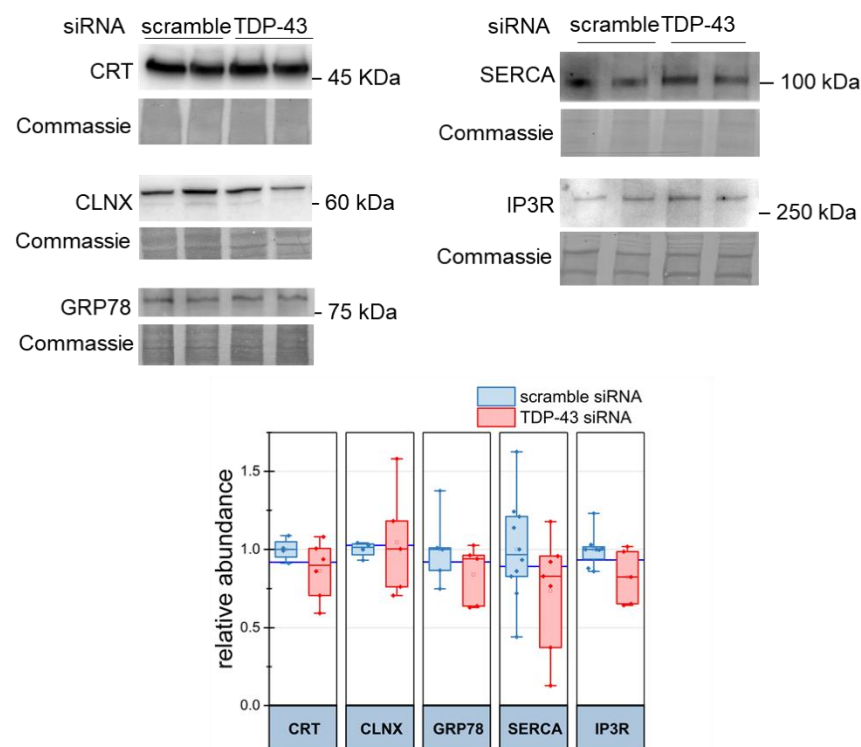 siRNA scramble TDP-43
CRT
45 KDa
Commassie
CLNX
60 kDa
Commassie
GRP78
75 kDa
Commassie
siRNA scramble TDP-43
SERCA
100 kDa
Commassie
IP3R
250 kDa
Commassie
scramble siRNA
TDP-43 siRNA
relative abundance
1.5
1.0
0.5
0.0
CRT CLNX GRP78 SERCA IP3R